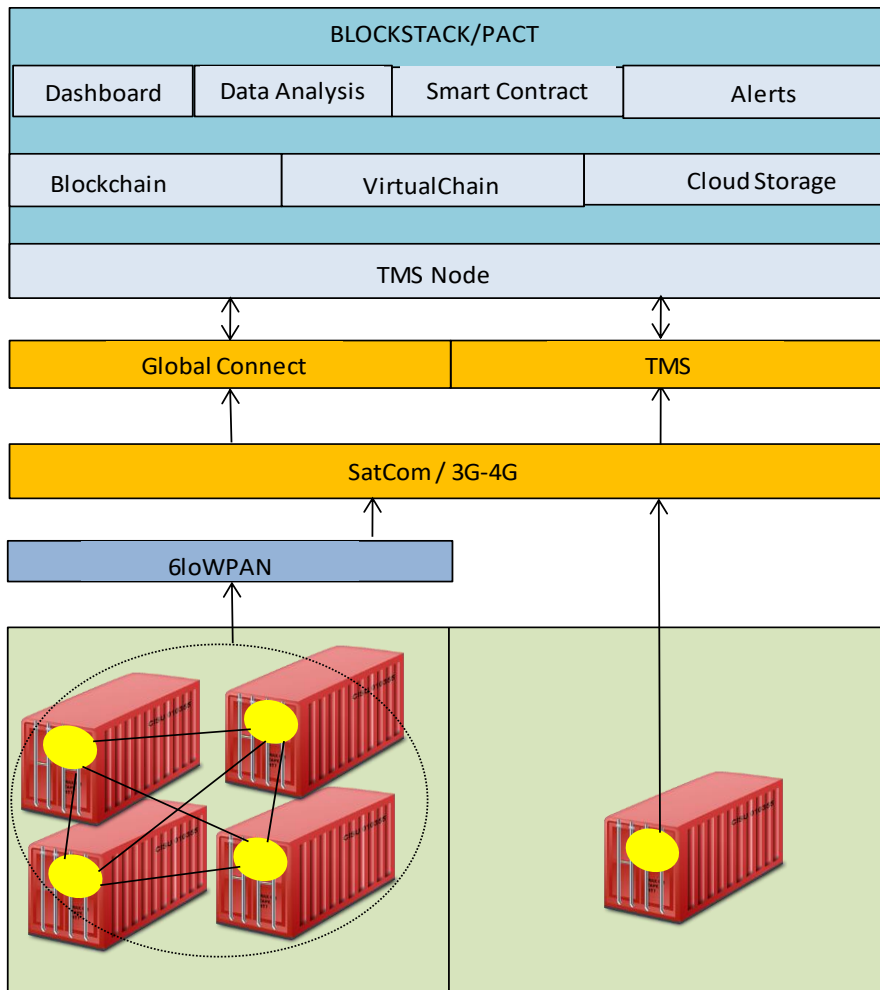 BLOCKSTACK/PACT
Dashboard
Data Analysis
Smart Contract
Alerts
Blockchain
VirtualChain
Cloud Storage
TMS Node
Global Connect
TMS
SatCom / 3G-4G
6loWPAN